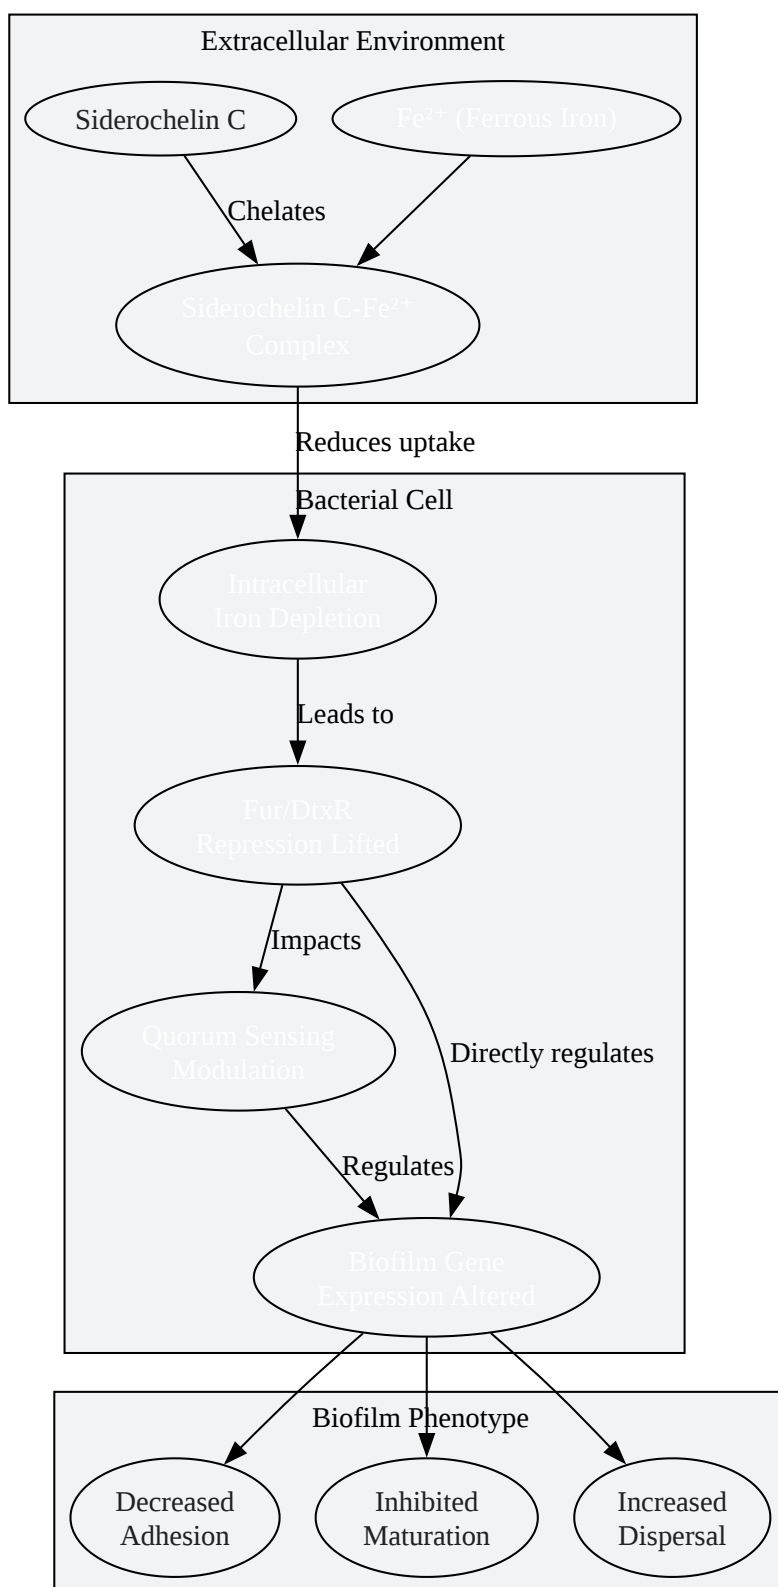 Extracellular Environment
Siderochelin C
Fe²⁺ (Ferrous Iron)
Chelates
Siderochelin C-Fe²⁺
Complex
Reduces uptake
Bacterial Cell
Intracellular
Iron Depletion
Leads to
Fur/DtxR
Repression Lifted
Impacts
Quorum Sensing
Modulation
Directly regulates
Regulates
Biofilm Gene
Expression Altered
Biofilm Phenotype
Decreased
Adhesion
Inhibited
Maturation
Increased
Dispersal